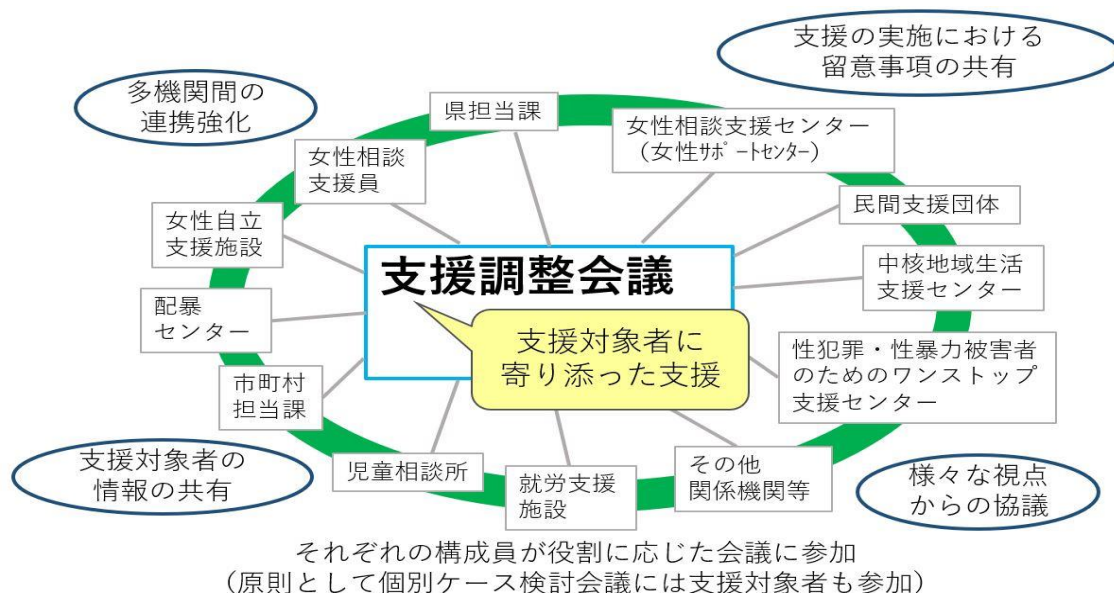 支援の実施における
留意事項の共有
多機関間の
連携強化
県担当課
女性相談支援センター
（女性ｻﾎﾟｰﾄｾﾝﾀｰ）
女性相談
支援員
民間支援団体
女性自立
支援施設
中核地域生活
支援センター
支援調整会議
配暴
センター
支援対象者に
寄り添った支援
性犯罪・性暴力被害者
のためのワンストップ
支援センター
市町村
担当課
支援対象者の
情報の共有
児童相談所
就労支援
施設
その他
関係機関等
様々な視点
からの協議
それぞれの構成員が役割に応じた会議に参加
（原則として個別ケース検討会議には支援対象者も参加）